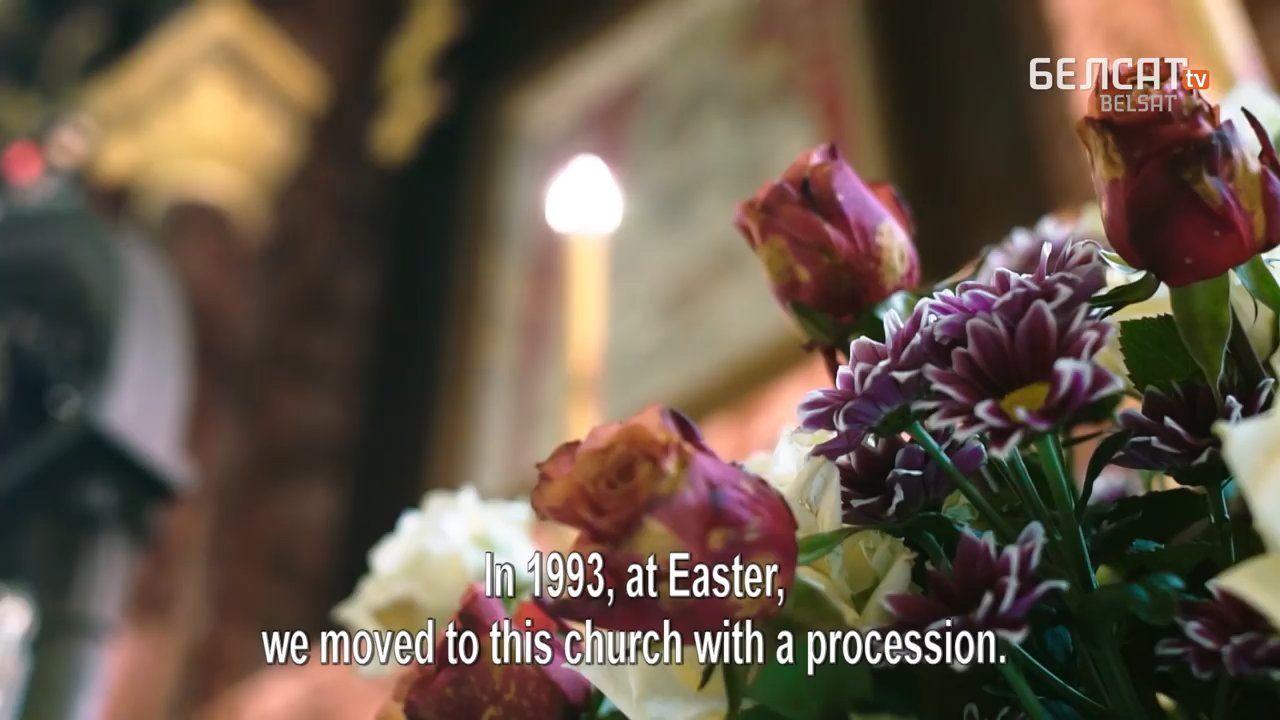 БЕЛСАТ tv
BELSAT
In 1993, at Easter,
we moved to this church with a procession.